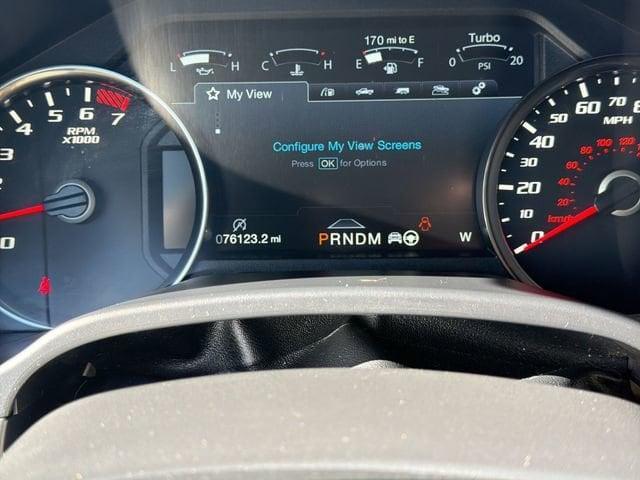 170 mi to E
Turbo
L H
C H
E F
0 20
PSI
My View
Configure My View Screens
Press OK for Options
076123.2 mi
PRNDM
W
0
2
3
4
5
6
7
RPM
x1000
0
10
20
30
40
50
60
70
MPH
20
40
60
80
100
120
km/h